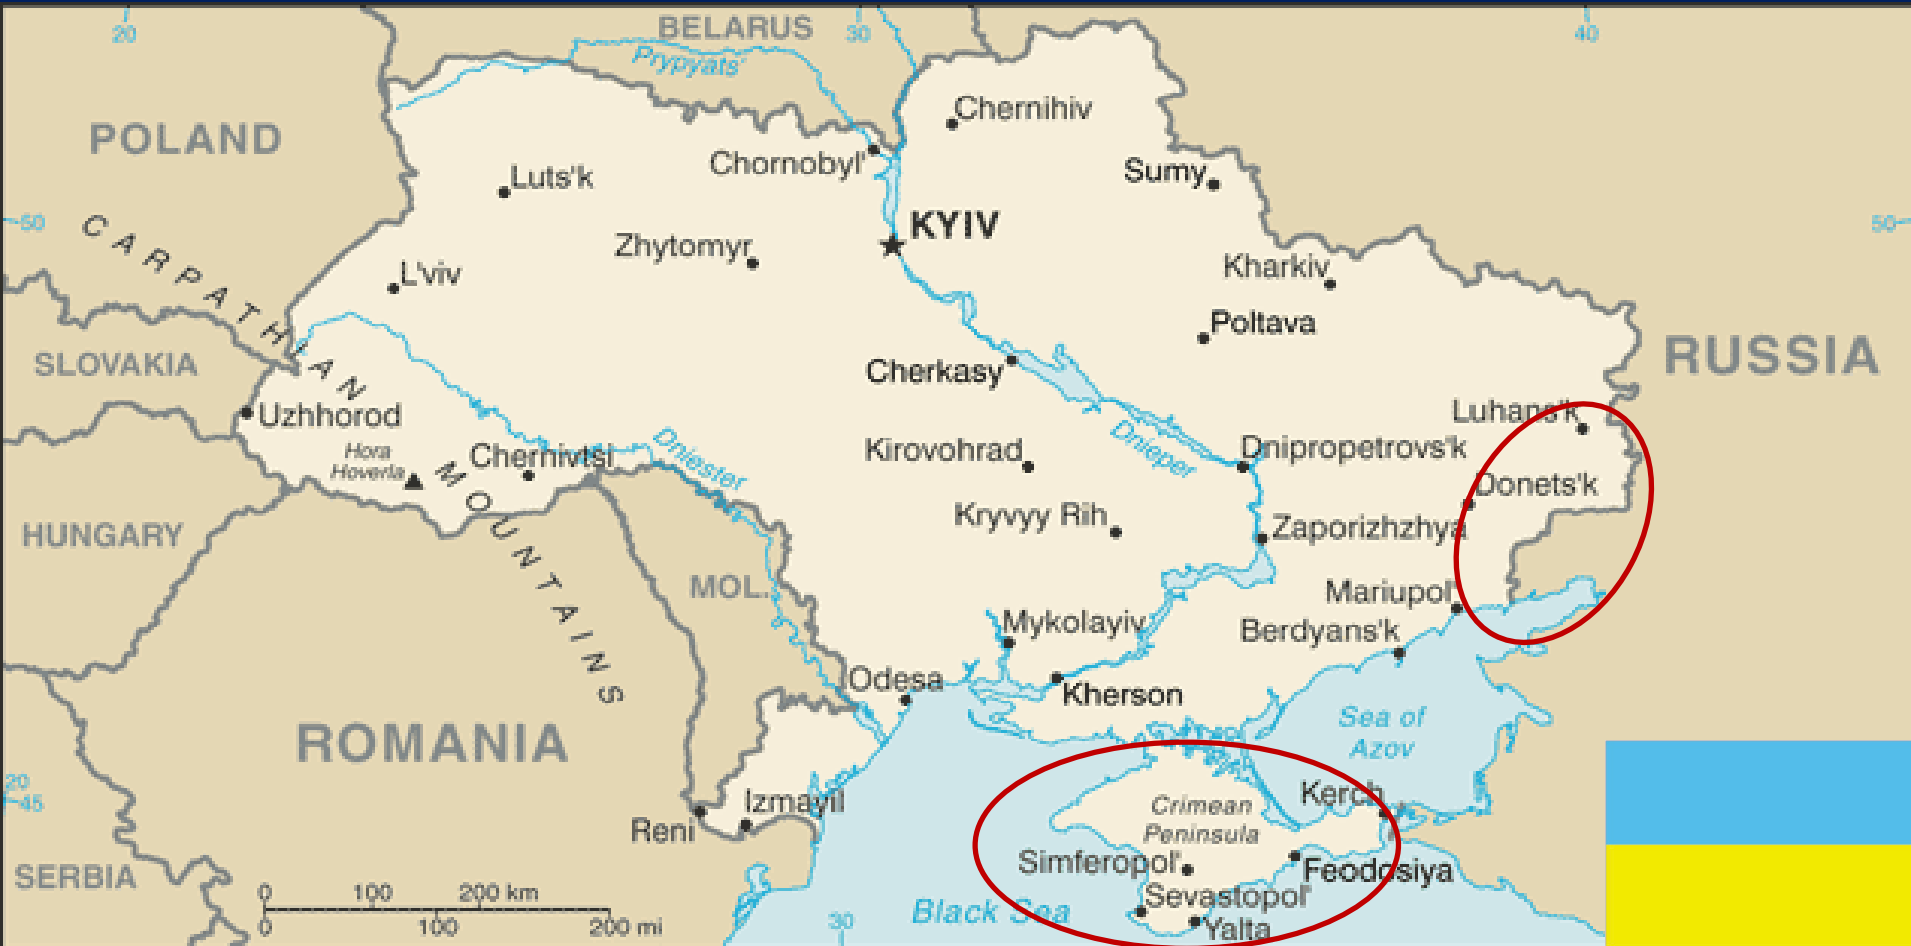 20
BELARUS
30
40
Prypyats'
POLAND
Chernihiv
Chornobyl'
Sumy
Luts'k
50
50
CARPATHIAN MOUNTAINS
KYIV
Zhytomyr
L'viv
Kharkiv
Poltava
RUSSIA
SLOVAKIA
Cherkasy
Uzhhorod
Luhans'k
Hora
Hoverla
Chernivtsi
Dniester
Dnieper
Kirovohrad
Dnipropetrovs'k
Donets'k
HUNGARY
Kryvyy Rih
Zaporizhzhya
MOL.
Mariupol'
Mykolayiv
Berdyans'k
Odesa
Kherson
ROMANIA
Sea of
Azov
20
45
Izmayil
Reni
Kerch
Crimean
Peninsula
Simferopol'
Feodosiya
SERBIA
0 100 200 km
0 100 200 mi
Sevastopol'
Black Sea
30
Yalta